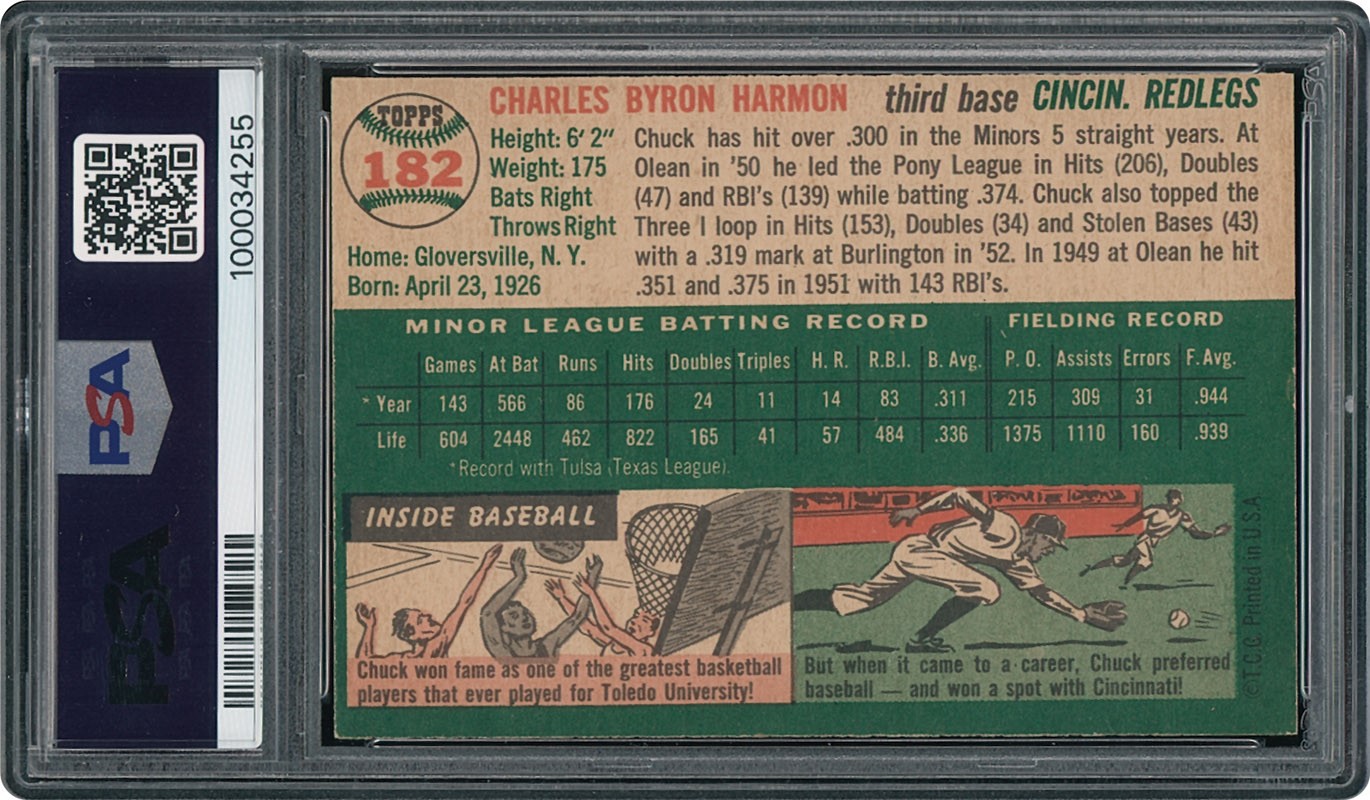 PSA
100034255
PSA
TOPPS
182
CHARLES BYRON HARMON third base CINCIN. REDLEGS
Height: 6' 2"
Weight: 175
Bats Right
Throws Right
Home: Gloversville, N. Y.
Born: April 23, 1926
Chuck has hit over .300 in the Minors 5 straight years. At
Olean in '50 he led the Pony League in Hits (206), Doubles
(47) and RBI's (139) while batting .374. Chuck also topped the
Three I loop in Hits (153), Doubles (34) and Stolen Bases (43)
with a .319 mark at Burlington in '52. In 1949 at Olean he hit
.351 and .375 in 1951 with 143 RBI's.
MINOR LEAGUE BATTING RECORD FIELDING RECORD
Games At Bat Runs Hits Doubles Triples H. R. R.B.I. B. Avg. P. O. Assists Errors F. Avg.
* Year 143 566 86 176 24 11 14 83 .311 215 309 31 .944
Life 604 2448 462 822 165 41 57 484 .336 1375 1110 160 .939
*Record with Tulsa (Texas League).
INSIDE BASEBALL
Chuck won fame as one of the greatest basketball
players that ever played for Toledo University!
But when it came to a career, Chuck preferred
baseball — and won a spot with Cincinnati!
©T.C.C. Printed in U.S.A